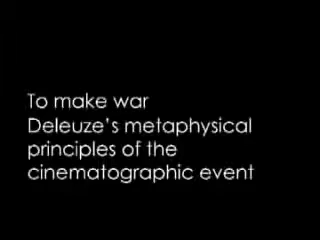 To make war
Deleuze's metaphysical
principles of the
cinematographic event